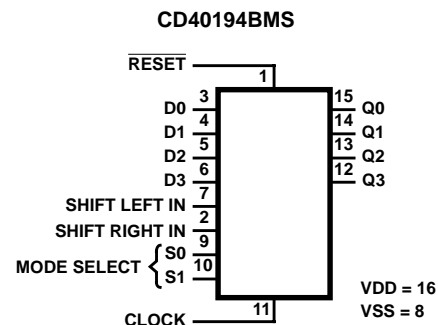 CD40194BMS
RESET
1
D0 3 15 Q0
D1 4 14 Q1
D2 5 13 Q2
D3 6 12 Q3
SHIFT LEFT IN 7
SHIFT RIGHT IN 2
MODE SELECT { S0 9
S1 10
CLOCK 11
VDD = 16
VSS = 8